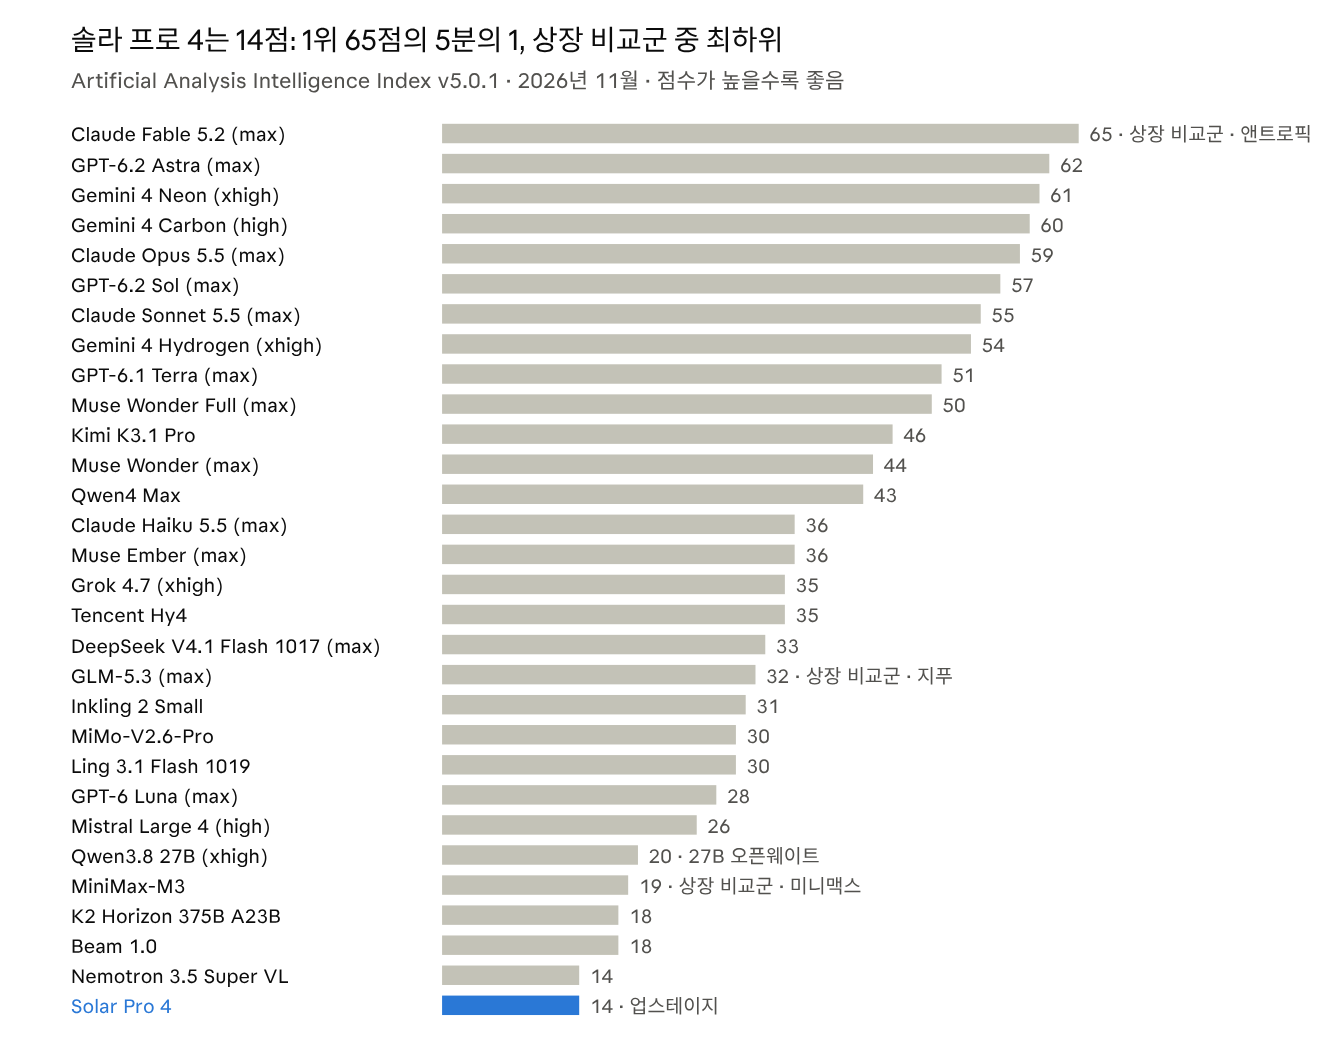 솔라 프로 4는 14점: 1위 65점의 5분의 1, 상장 비교군 중 최하위
Artificial Analysis Intelligence Index v5.0.1 · 2026년 11월 · 점수가 높을수록 좋음
Claude Fable 5.2 (max) 65 · 상장 비교군 · 앤트로픽
GPT-6.2 Astra (max) 62
Gemini 4 Neon (xhigh) 61
Gemini 4 Carbon (high) 60
Claude Opus 5.5 (max) 59
GPT-6.2 Sol (max) 57
Claude Sonnet 5.5 (max) 55
Gemini 4 Hydrogen (xhigh) 54
GPT-6.1 Terra (max) 51
Muse Wonder Full (max) 50
Kimi K3.1 Pro 46
Muse Wonder (max) 44
Qwen4 Max 43
Claude Haiku 5.5 (max) 36
Muse Ember (max) 36
Grok 4.7 (xhigh) 35
Tencent Hy4 35
DeepSeek V4.1 Flash 1017 (max) 33
GLM-5.3 (max) 32 · 상장 비교군 · 지푸
Inkling 2 Small 31
MiMo-V2.6-Pro 30
Ling 3.1 Flash 1019 30
GPT-6 Luna (max) 28
Mistral Large 4 (high) 26
Qwen3.8 27B (xhigh) 20 · 27B 오픈웨이트
MiniMax-M3 19 · 상장 비교군 · 미니맥스
K2 Horizon 375B A23B 18
Beam 1.0 18
Nemotron 3.5 Super VL 14
Solar Pro 4 14 · 업스테이지